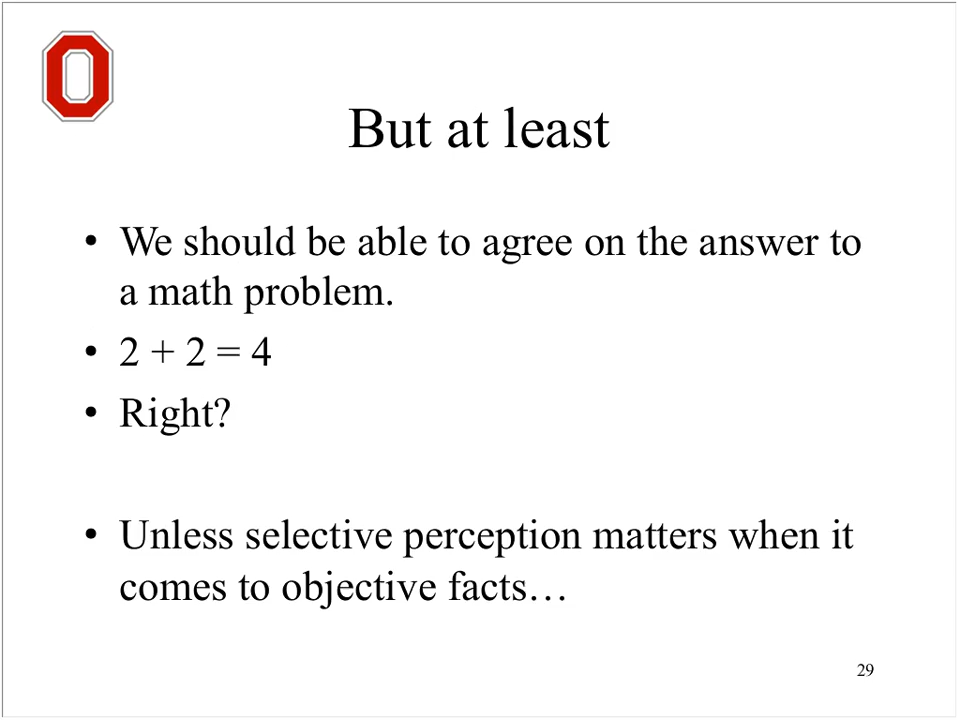 O
But at least
• We should be able to agree on the answer to
a math problem.
• 2 + 2 = 4
• Right?
• Unless selective perception matters when it
comes to objective facts…
29